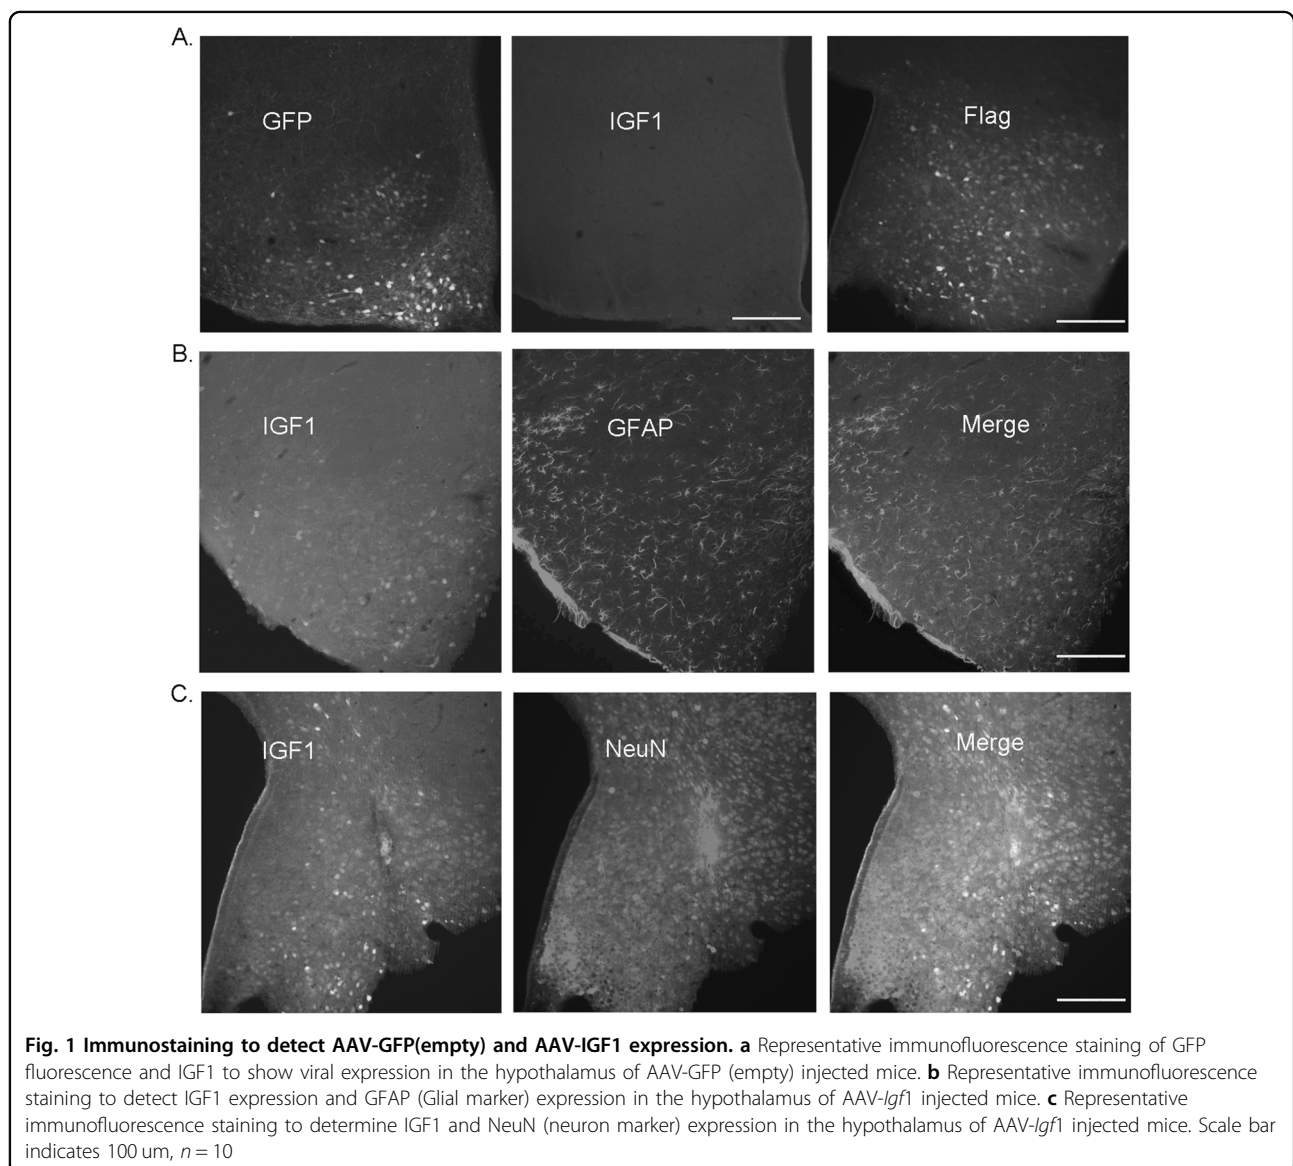 A.
GFP
IGF1
Flag
B.
IGF1
GFAP
Merge
C.
IGF1
NeuN
Merge
Fig. 1 Immunostaining to detect AAV-GFP(empty) and AAV-IGF1 expression. a Representative immunofluorescence staining of GFP
fluorescence and IGF1 to show viral expression in the hypothalamus of AAV-GFP (empty) injected mice. b Representative immunofluorescence
staining to detect IGF1 expression and GFAP (Glial marker) expression in the hypothalamus of AAV-Igf1 injected mice. c Representative
immunofluorescence staining to determine IGF1 and NeuN (neuron marker) expression in the hypothalamus of AAV-Igf1 injected mice. Scale bar
indicates 100 um, n = 10